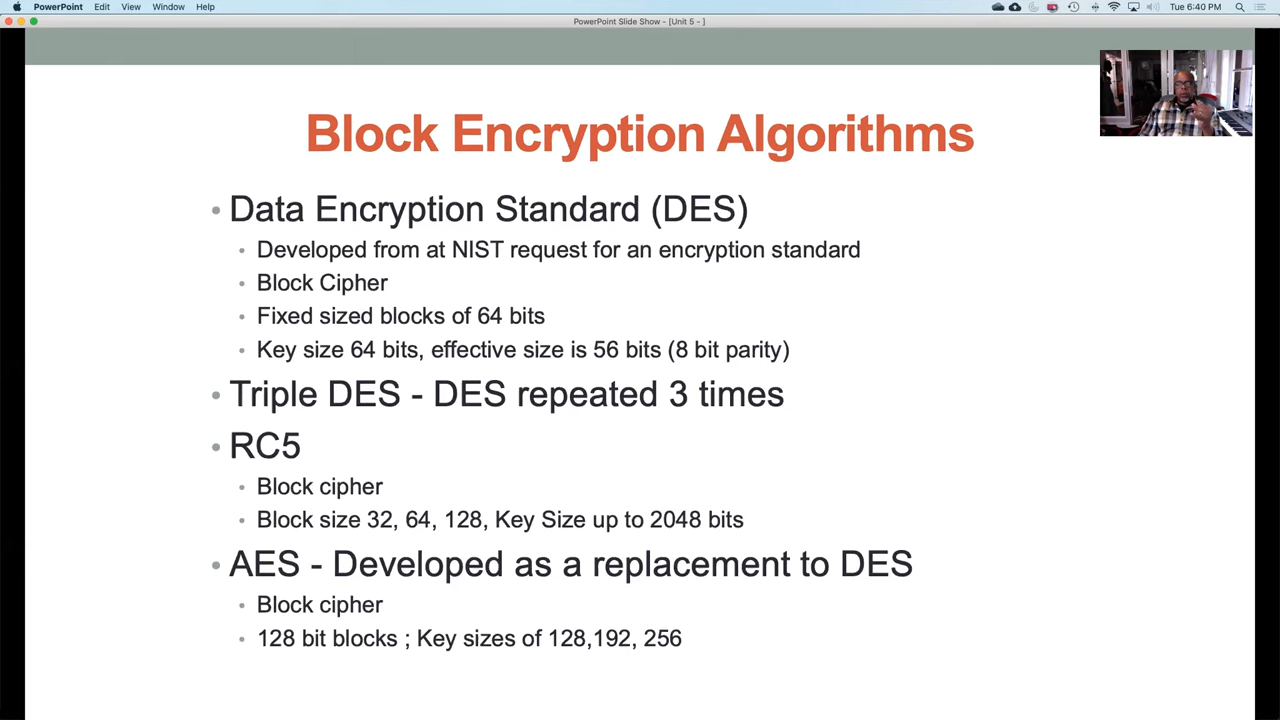 PowerPoint Edit View Window Help Tue 6:40 PM
PowerPoint Slide Show - [Unit 5 - ]
Block Encryption Algorithms
• Data Encryption Standard (DES)
• Developed from at NIST request for an encryption standard
• Block Cipher
• Fixed sized blocks of 64 bits
• Key size 64 bits, effective size is 56 bits (8 bit parity)
• Triple DES - DES repeated 3 times
• RC5
• Block cipher
• Block size 32, 64, 128, Key Size up to 2048 bits
• AES - Developed as a replacement to DES
• Block cipher
• 128 bit blocks ; Key sizes of 128,192, 256